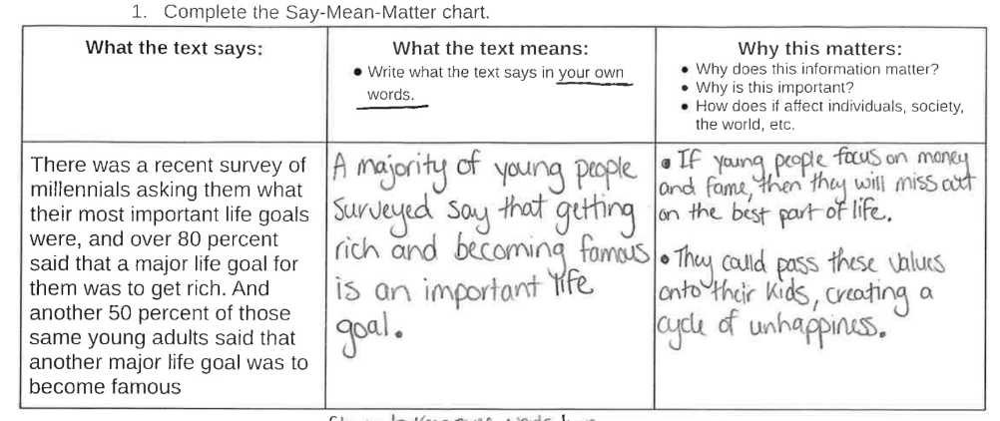 1. Complete the Say-Mean-Matter chart.
What the text says:
What the text means:
• Write what the text says in your own
words.
Why this matters:
• Why does this information matter?
• Why is this important?
• How does if affect individuals, society,
the world, etc.
There was a recent survey of
millennials asking them what
their most important life goals
were, and over 80 percent
said that a major life goal for
them was to get rich. And
another 50 percent of those
same young adults said that
another major life goal was to
become famous
A majority of young people
surveyed say that getting
rich and becoming famous
is an important life
goal.
• If young people focus on money
and fame, then they will miss out
on the best part of life.
• They could pass these values
onto their kids, creating a
cycle of unhappiness.